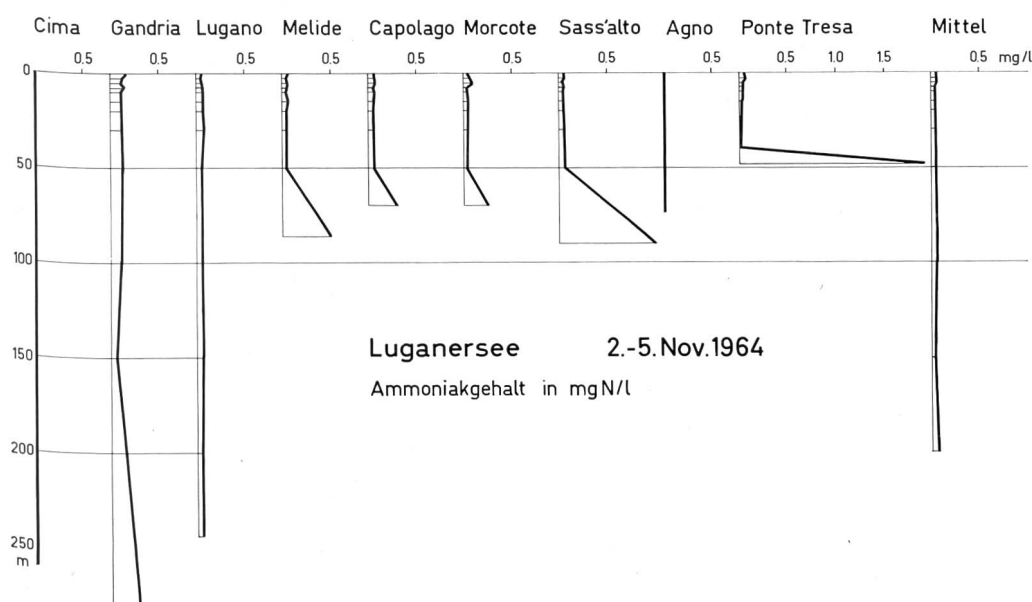 Cima Gandria Lugano Melide Capolago Morcote Sass'alto Agno Ponte Tresa Mittel
0.5 0.5 0.5 0.5 0.5 0.5 0.5 0.5 0.5 1.0 1.5 0.5 mg/l
0
50
100
150
200
250
m
Luganersee 2.-5.Nov.1964
Ammoniakgehalt in mg N/l